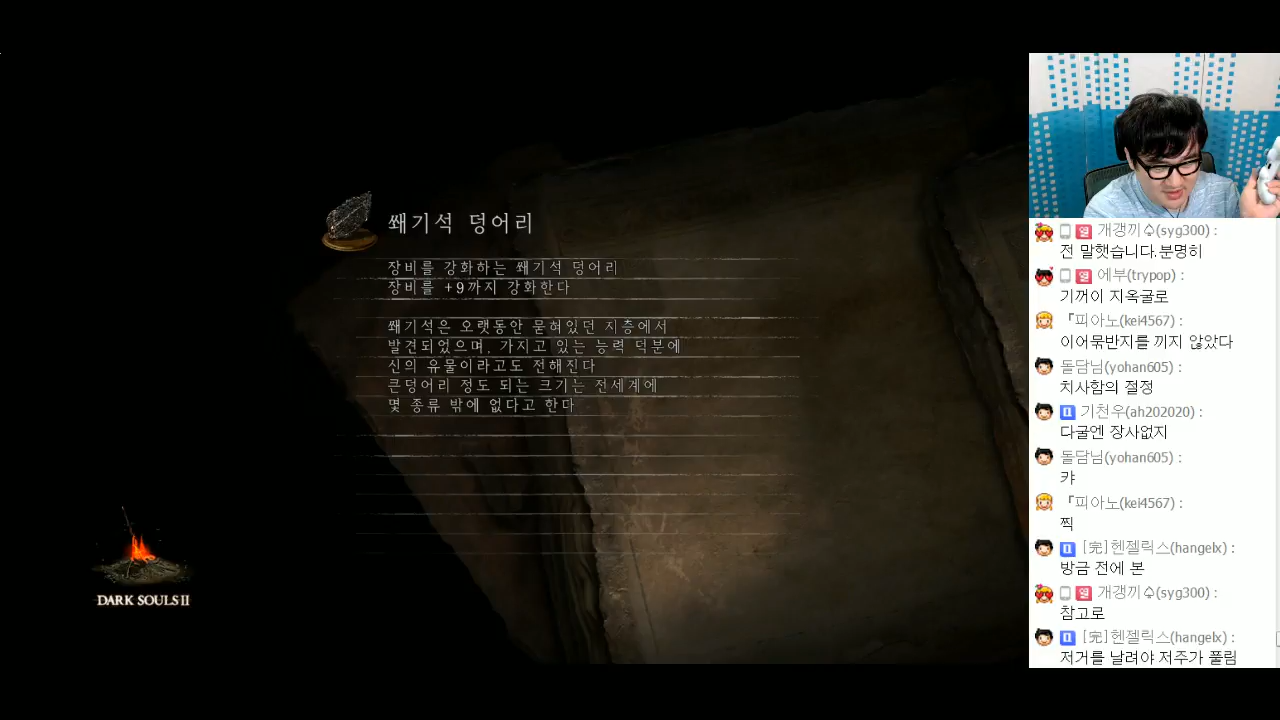 쐐기석 덩어리
장비를 강화하는 쐐기석 덩어리
장비를 +9까지 강화한다
쐐기석은 오랫동안 묻혀있던 지층에서
발견되었으며, 가지고 있는 능력 덕분에
신의 유물이라고도 전해진다
큰덩어리 정도 되는 크기는 전세계에
몇 종류 밖에 없다고 한다
DARK SOULS II
열 개갱끼♤(syg300) :
전 말햇습니다.분명히
열 에부(trypop) :
기꺼이 지옥굴로
『피아노(kei4567) :
이어묶반지를 끼지 않았다
돌담님(yohan605) :
치사함의 절정
기천우(ah202020) :
다굴엔 장사없지
돌담님(yohan605) :
캬
『피아노(kei4567) :
찍
[完]헨젤릭스(hangelx) :
방금 전에 본
열 개갱끼♤(syg300) :
참고로
[完]헨젤릭스(hangelx) :
저거를 날려야 저주가 풀림